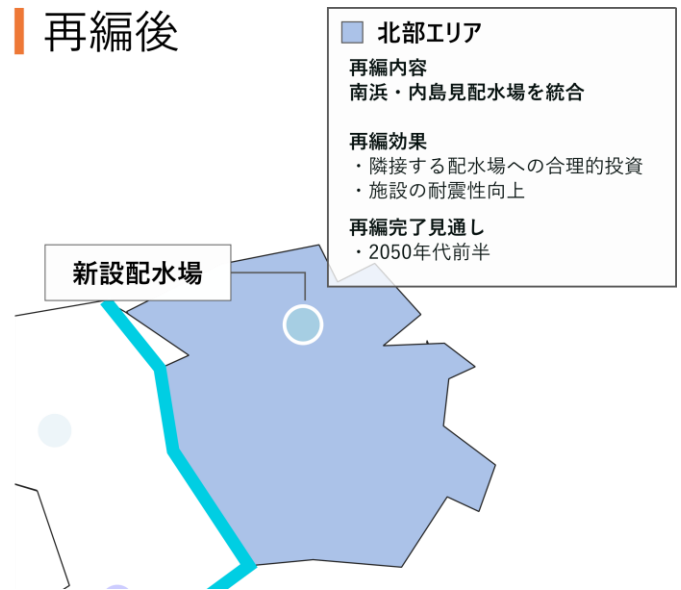 再編後
北部エリア
再編内容
南浜・内島見配水場を統合
再編効果
・隣接する配水場への合理的投資
・施設の耐震性向上
再編完了見通し
・2050年代前半
新設配水場